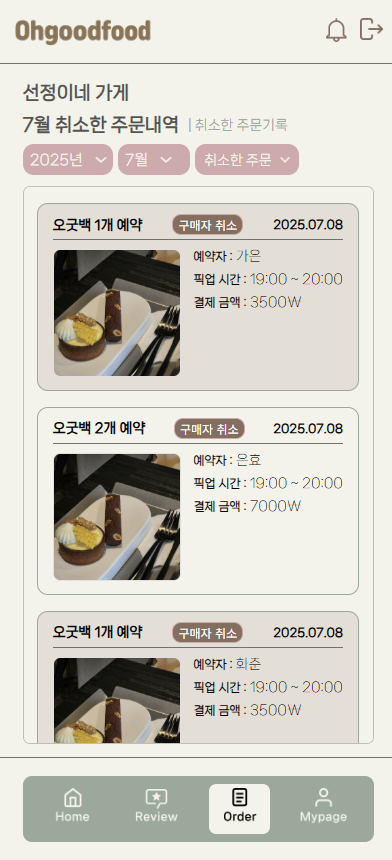 Ohgoodfood
선정이네 가게
7월 취소한 주문내역 | 취소한 주문기록
2025년 7월 취소한 주문
오굿백 1개 예약 구매자 취소 2025.07.08
예약자 : 가은
픽업 시간 : 19:00 ~ 20:00
결제 금액 : 3500₩
오굿백 2개 예약 구매자 취소 2025.07.08
예약자 : 은효
픽업 시간 : 19:00 ~ 20:00
결제 금액 : 7000₩
오굿백 1개 예약 구매자 취소 2025.07.08
예약자 : 화준
픽업 시간 : 19:00 ~ 20:00
결제 금액 : 3500₩
Home Review Order Mypage